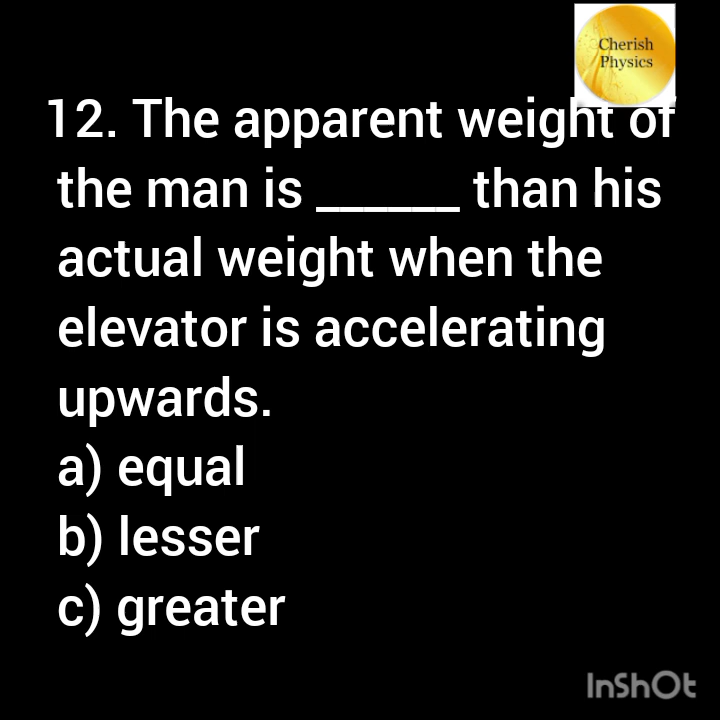 Cherish
Physics
12. The apparent weight of
the man is ______ than his
actual weight when the
elevator is accelerating
upwards.
a) equal
b) lesser
c) greater
InShOt